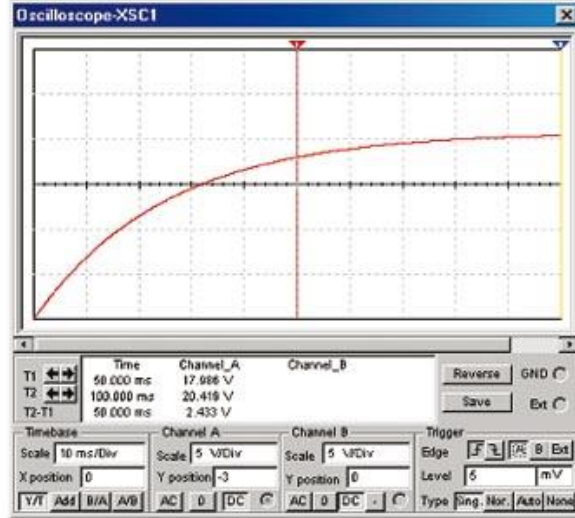 Oscilloscope-XSC1
Time Channel_A Channel_B
T1 50.000 ms 17.986 V
T2 100.000 ms 20.419 V
T2-T1 50.000 ms 2.433 V
Reverse GND
Save Ext
Timebase Channel A Channel B Trigger
Scale 10 ms/Div Scale 5 V/Div Scale 5 V/Div Edge A B Ext
X position 0 Y position -3 Y position 0 Level 5 mV
Y/T Add B/A A/B AC 0 DC AC 0 DC - Type Sing. Nor. Auto None